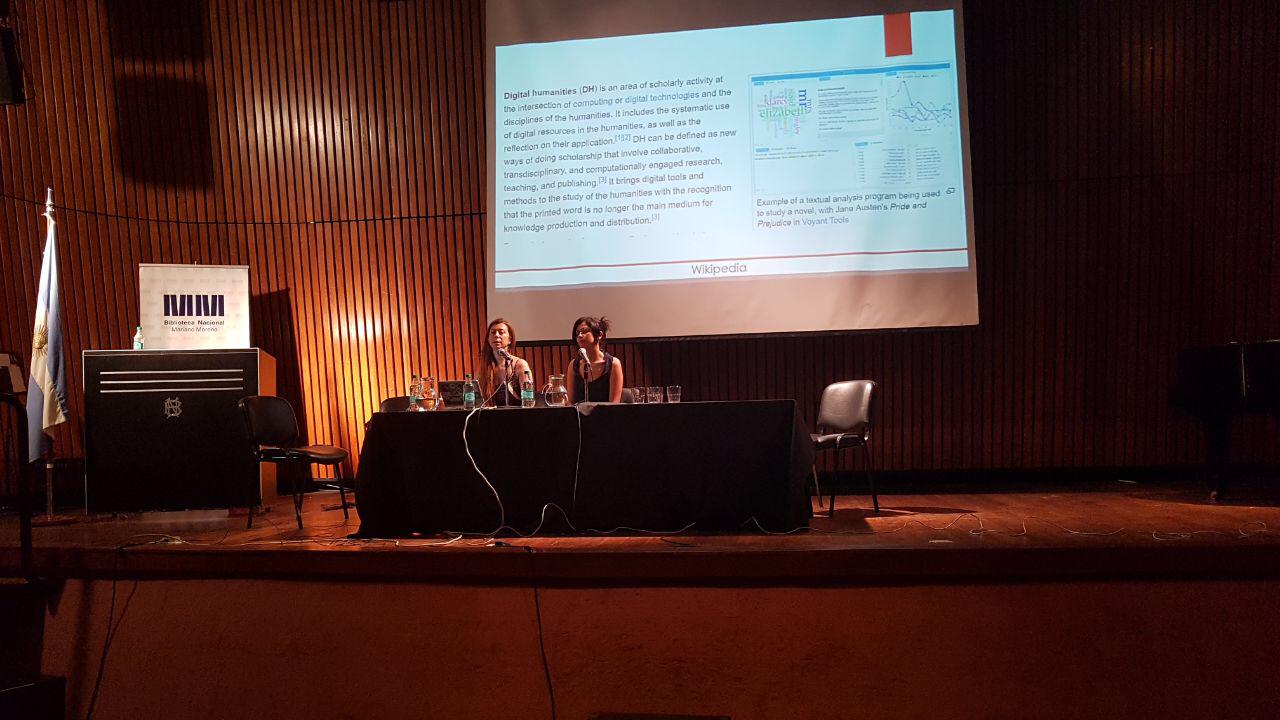 Digital humanities (DH) is an area of scholarly activity at
the intersection of computing or digital technologies and the
disciplines of the humanities. It includes the systematic use
of digital resources in the humanities, as well as the
reflection on their application.[1][2] DH can be defined as new
ways of doing scholarship that involve collaborative,
transdisciplinary, and computationally engaged research,
teaching, and publishing.[3] It brings digital tools and
methods to the study of the humanities with the recognition
that the printed word is no longer the main medium for
knowledge production and distribution.[3]
darcy
elizabeth
mr
Example of a textual analysis program being used
to study a novel, with Jane Austen's Pride and
Prejudice in Voyant Tools
Wikipedia
Biblioteca Nacional
Mariano Moreno